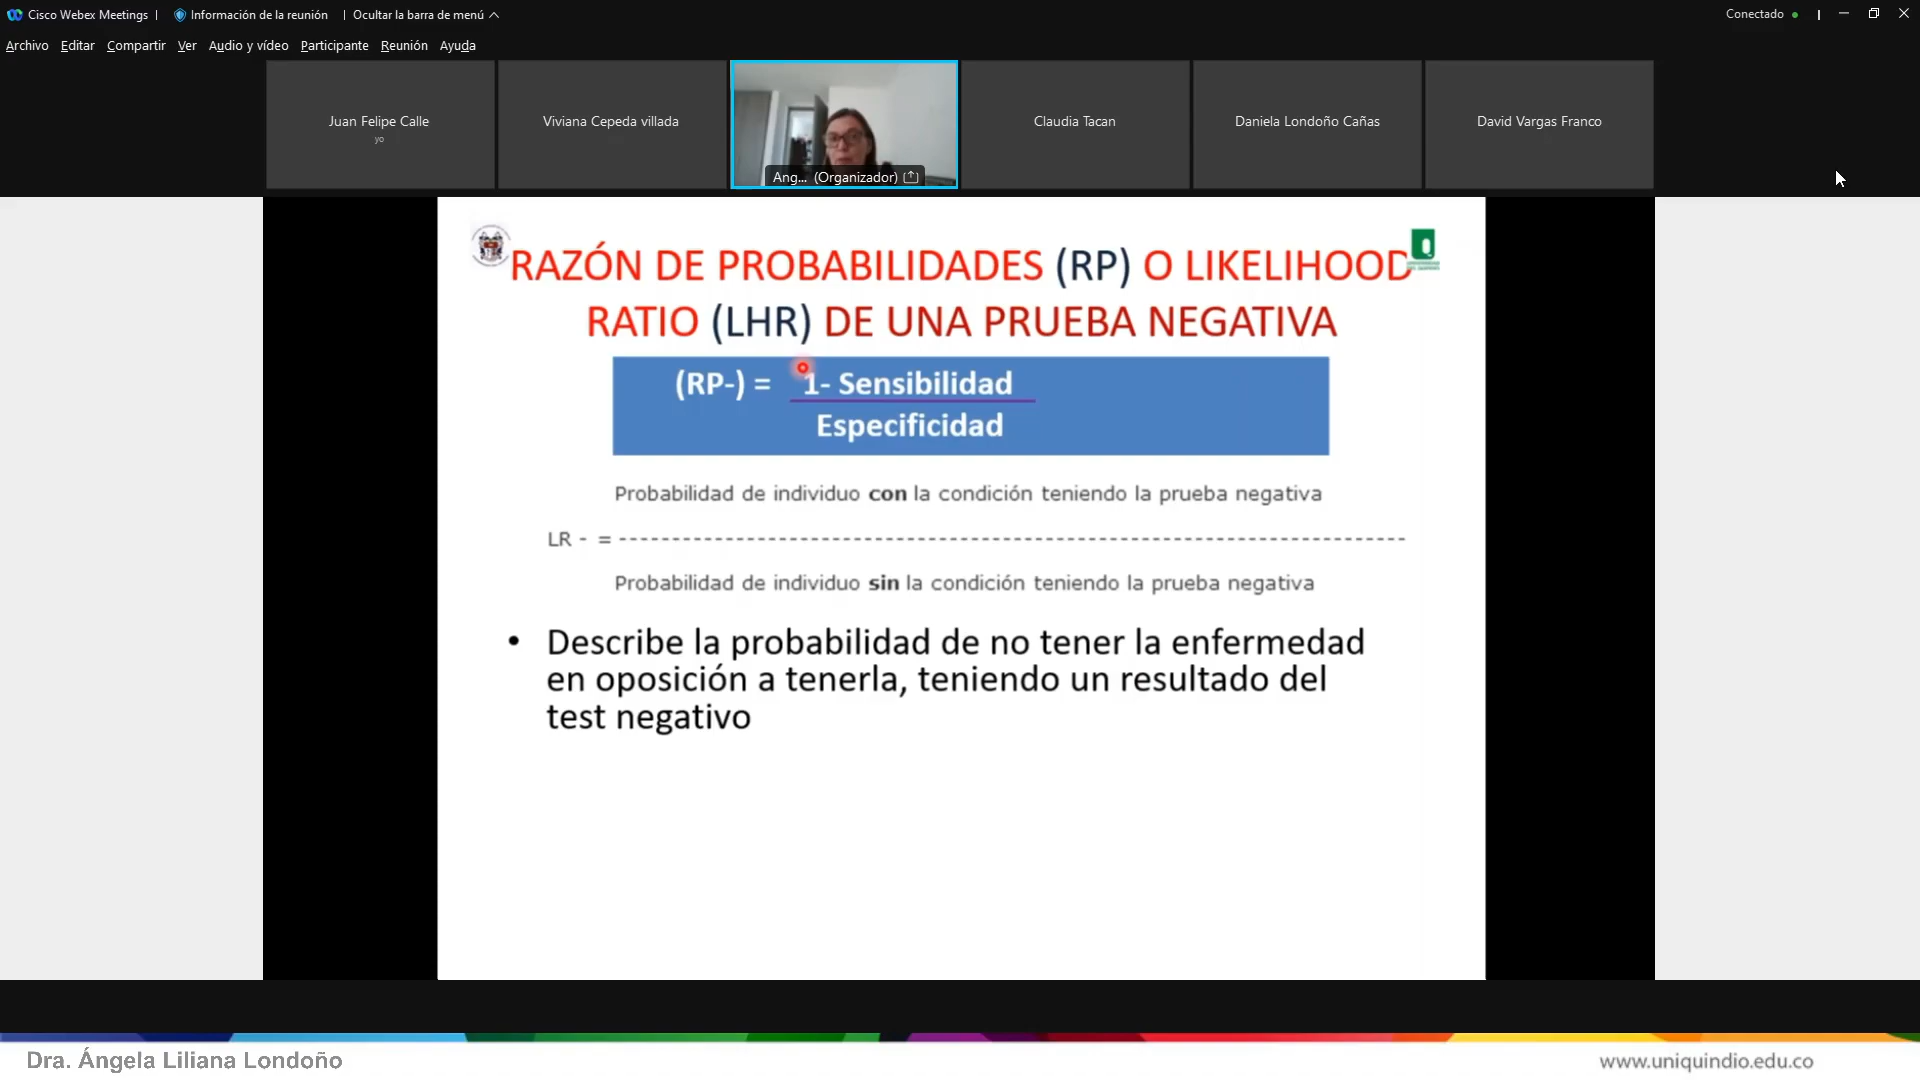 Cisco Webex Meetings | Información de la reunión | Ocultar la barra de menú
Conectado
Archivo Editar Compartir Ver Audio y vídeo Participante Reunión Ayuda
Juan Felipe Calle
yo
Viviana Cepeda villada
Ang... (Organizador)
Claudia Tacan
Daniela Londoño Cañas
David Vargas Franco
RAZÓN DE PROBABILIDADES (RP) O LIKELIHOOD
RATIO (LHR) DE UNA PRUEBA NEGATIVA
(RP-) = 1- Sensibilidad
Especificidad
Probabilidad de individuo con la condición teniendo la prueba negativa
LR - = --------------------------------------------------------------------------
Probabilidad de individuo sin la condición teniendo la prueba negativa
• Describe la probabilidad de no tener la enfermedad
en oposición a tenerla, teniendo un resultado del
test negativo
Dra. Ángela Liliana Londoño
www.uniquindio.edu.co